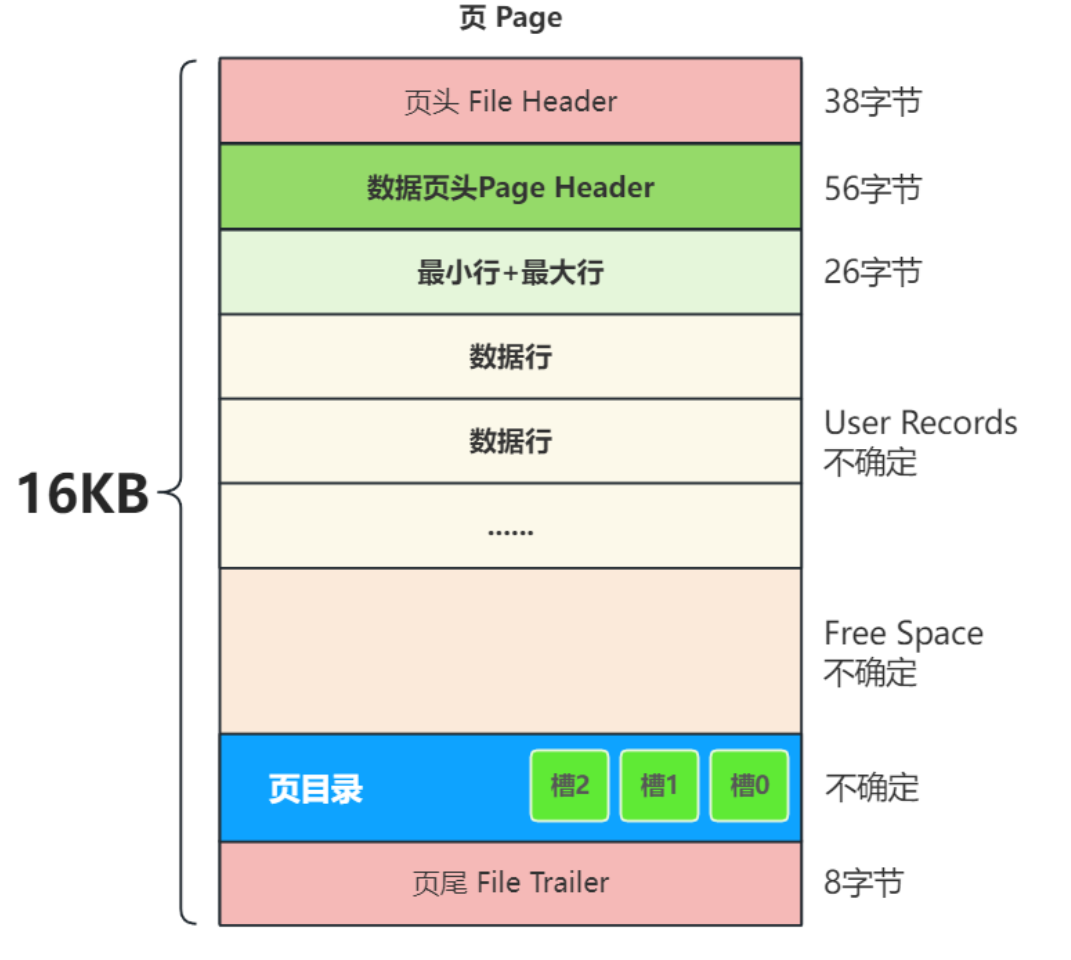 页 Page
页头 File Header
38字节
数据页头Page Header
56字节
最小行+最大行
26字节
数据行
数据行
User Records
不确定
16KB
......
Free Space
不确定
页目录
槽2
槽1
槽0
不确定
页尾 File Trailer
8字节